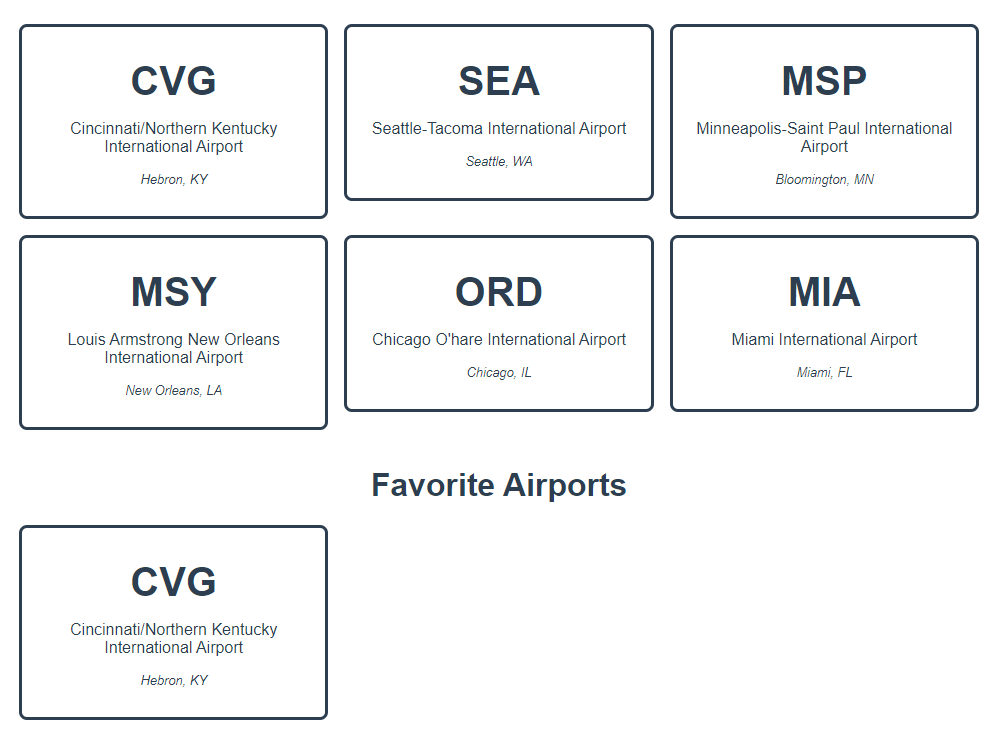 CVG
Cincinnati/Northern Kentucky
International Airport
Hebron, KY
SEA
Seattle-Tacoma International Airport
Seattle, WA
MSP
Minneapolis-Saint Paul International
Airport
Bloomington, MN
MSY
Louis Armstrong New Orleans
International Airport
New Orleans, LA
ORD
Chicago O'hare International Airport
Chicago, IL
MIA
Miami International Airport
Miami, FL
Favorite Airports
CVG
Cincinnati/Northern Kentucky
International Airport
Hebron, KY